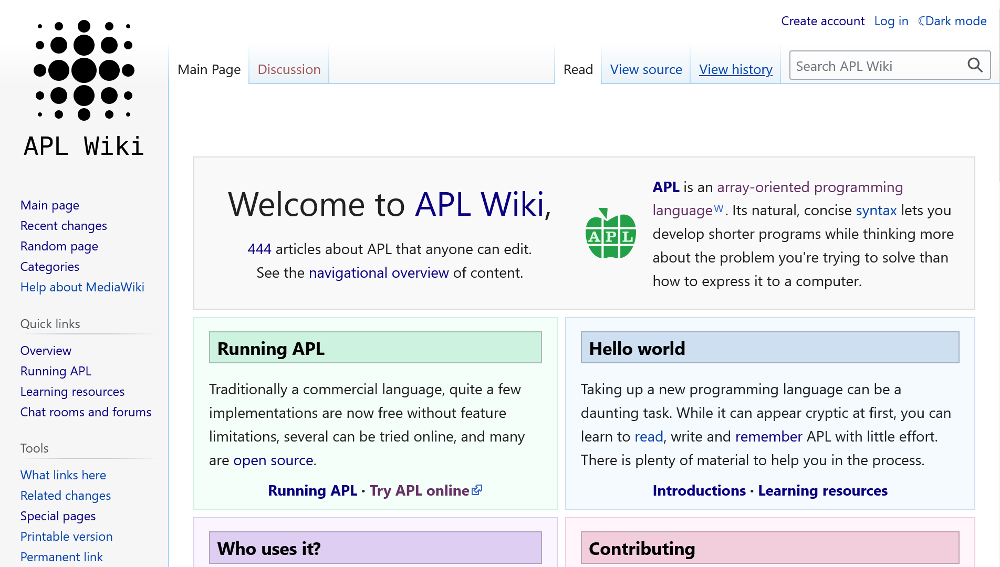 Create account Log in ☾Dark mode
Main Page Discussion Read View source View history Search APL Wiki
APL Wiki
Main page
Recent changes
Random page
Categories
Help about MediaWiki
Quick links
Overview
Running APL
Learning resources
Chat rooms and forums
Tools
What links here
Related changes
Special pages
Printable version
Permanent link
Welcome to APL Wiki,
444 articles about APL that anyone can edit.
See the navigational overview of content.
APL
APL is an array-oriented programming
languageᵂ. Its natural, concise syntax lets you
develop shorter programs while thinking more
about the problem you're trying to solve than
how to express it to a computer.
Running APL
Traditionally a commercial language, quite a few
implementations are now free without feature
limitations, several can be tried online, and many
are open source.
Running APL · Try APL online
Hello world
Taking up a new programming language can be a
daunting task. While it can appear cryptic at first, you can
learn to read, write and remember APL with little effort.
There is plenty of material to help you in the process.
Introductions · Learning resources
Who uses it?
Contributing